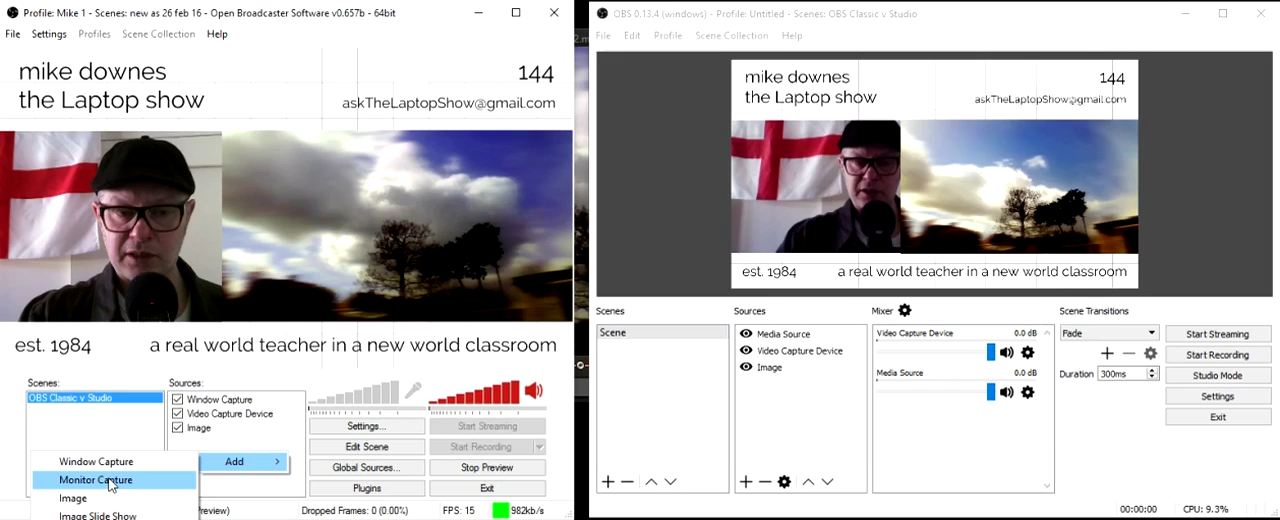 Profile: Mike 1 - Scenes: new as 26 feb 16 - Open Broadcaster Software v0.657b - 64bit
File Settings Profiles Scene Collection Help
mike downes
144
the Laptop show
askTheLaptopShow@gmail.com
est. 1984
a real world teacher in a new world classroom
Scenes:
Sources:
OBS Classic v Studio
Window Capture
Video Capture Device
Image
Add
Window Capture
Monitor Capture
Image
Image Slide Show
Settings...
Start Streaming
Edit Scene
Start Recording
Global Sources...
Stop Preview
Plugins
Exit
Preview)
Dropped Frames: 0 (0.00%)
FPS: 15
982kb/s
OBS 0.13.4 (windows) - Profile: Untitled - Scenes: OBS Classic v Studio
File Edit Profile Scene Collection Help
mike downes
144
the Laptop show
askTheLaptopShow@gmail.com
est. 1984
a real world teacher in a new world classroom
Scenes
Scene
Sources
Media Source
Video Capture Device
Image
Mixer
Video Capture Device
0.0 dB
Media Source
0.0 dB
Scene Transitions
Fade
Duration 300ms
Start Streaming
Start Recording
Studio Mode
Settings
Exit
00:00:00
CPU: 9.3%